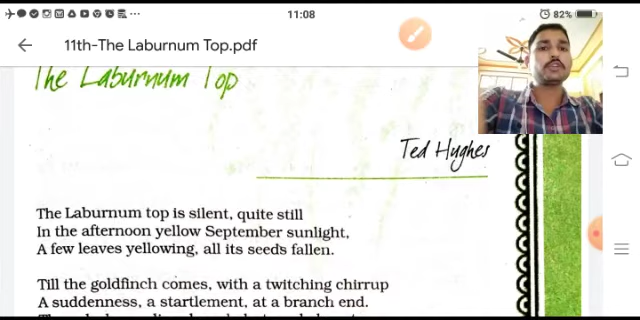 11:08
82%
11th-The Laburnum Top.pdf
The Laburnum Top
Ted Hughes
The Laburnum top is silent, quite still
In the afternoon yellow September sunlight,
A few leaves yellowing, all its seeds fallen.
Till the goldfinch comes, with a twitching chirrup
A suddenness, a startlement, at a branch end.